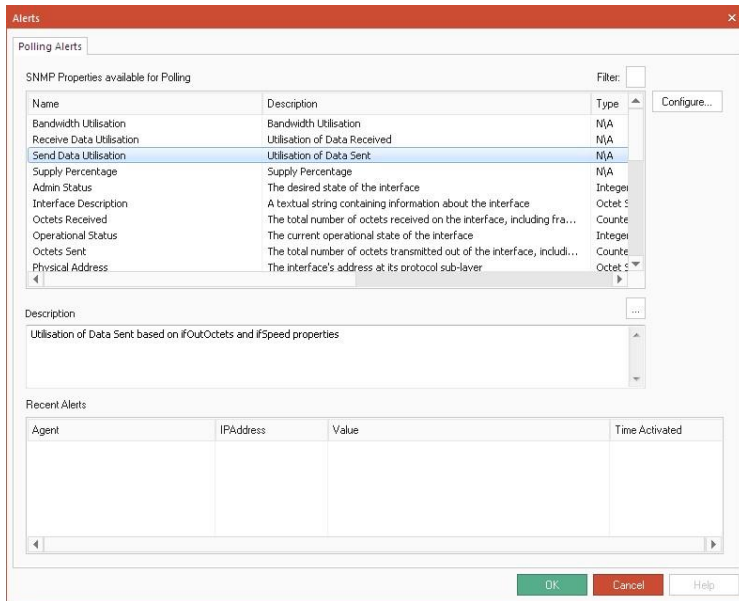 Alerts
Polling Alerts
SNMP Properties available for Polling Filter:
Name Description Type Configure...
Bandwidth Utilisation Bandwidth Utilisation N\A
Receive Data Utilisation Utilisation of Data Received N\A
Send Data Utilisation Utilisation of Data Sent N\A
Supply Percentage Supply Percentage N\A
Admin Status The desired state of the interface Integer
Interface Description A textual string containing information about the interface Octet S
Octets Received The total number of octets received on the interface, including fra... Counte
Operational Status The current operational state of the interface Integer
Octets Sent The total number of octets transmitted out of the interface, includi... Counte
Physical Address The interface's address at its protocol sub-layer Octet S
Description ...
Utilisation of Data Sent based on ifOutOctets and ifSpeed properties
Recent Alerts
Agent IPAddress Value Time Activated
OK Cancel Help